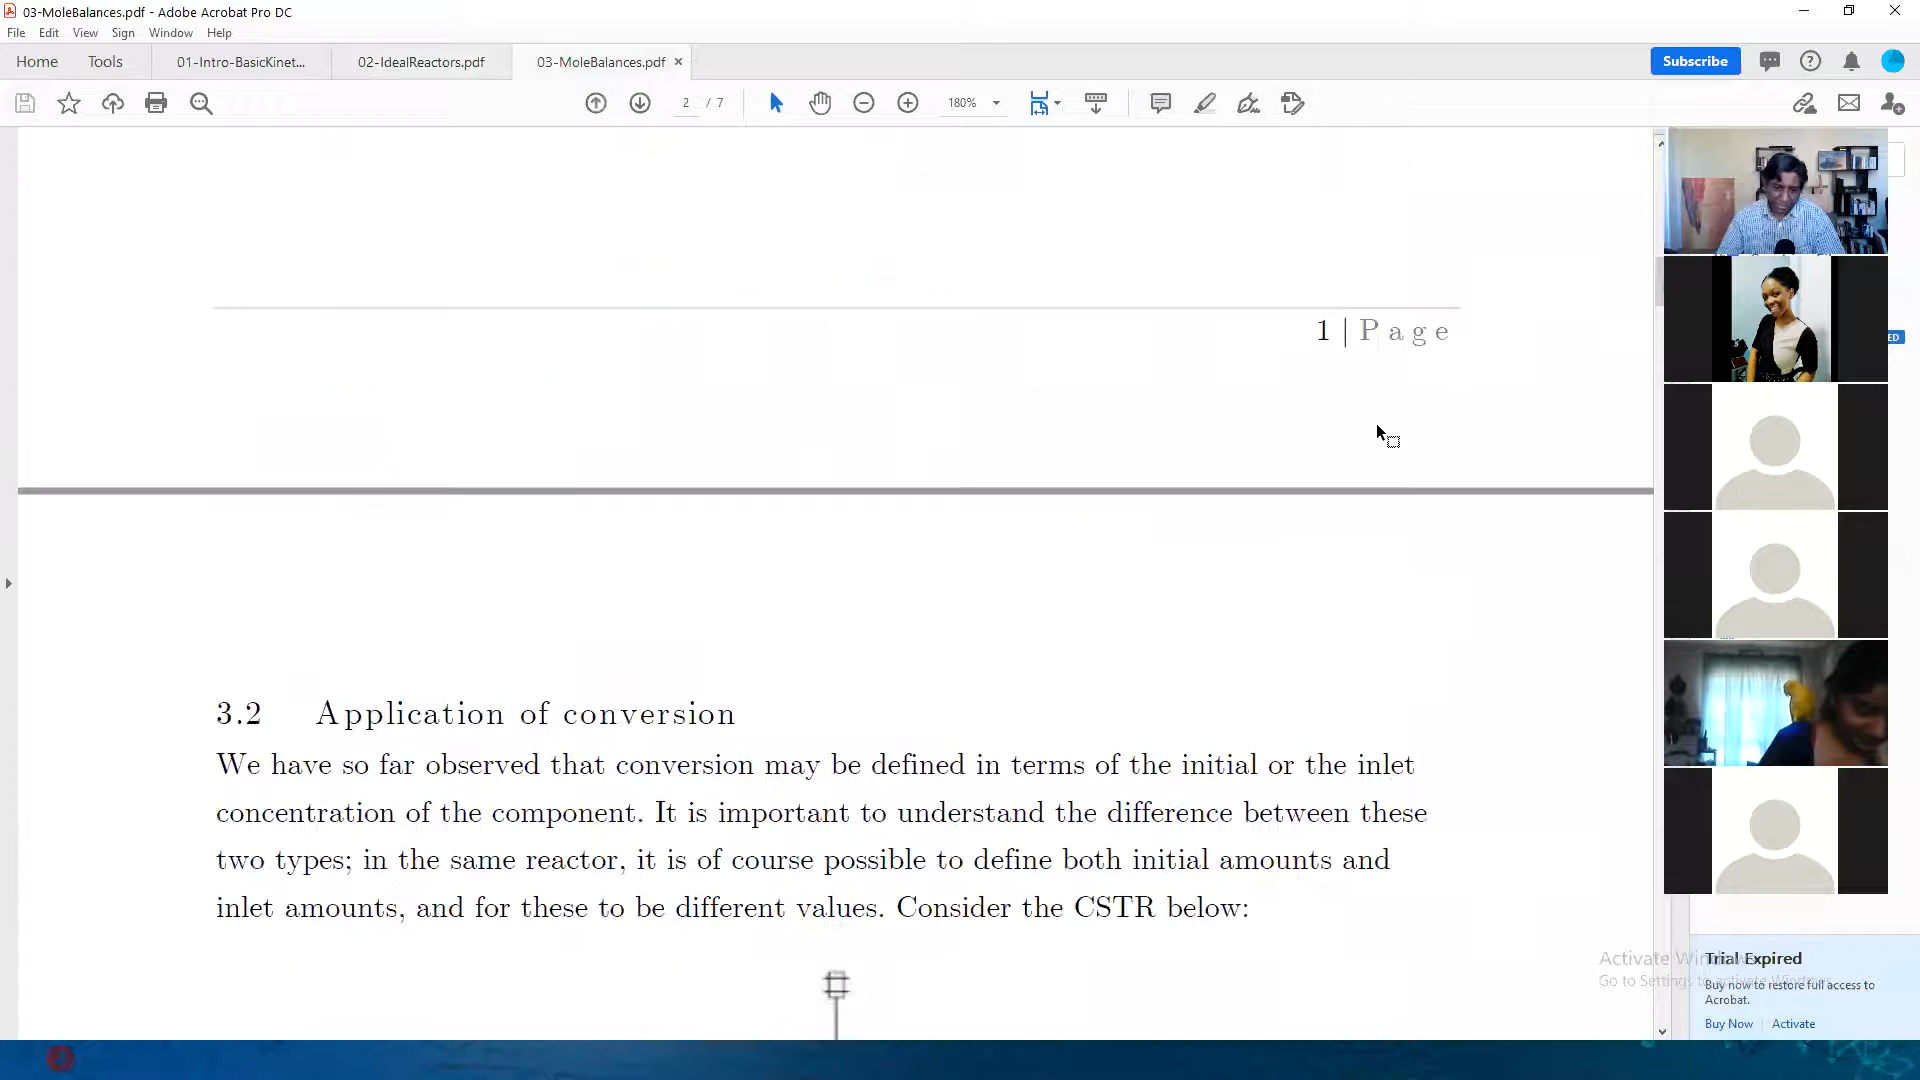 03-MoleBalances.pdf - Adobe Acrobat Pro DC
File Edit View Sign Window Help
Home Tools 01-Intro-BasicKinet... 02-IdealReactors.pdf 03-MoleBalances.pdf × Subscribe
2 / 7 180%
1 | Page
ED
3.2 Application of conversion
We have so far observed that conversion may be defined in terms of the initial or the inlet
concentration of the component. It is important to understand the difference between these
two types; in the same reactor, it is of course possible to define both initial amounts and
inlet amounts, and for these to be different values. Consider the CSTR below:
Activate Windows
Go to Settings to activate Windows.
Trial Expired
Buy now to restore full access to
Acrobat.
Buy Now Activate